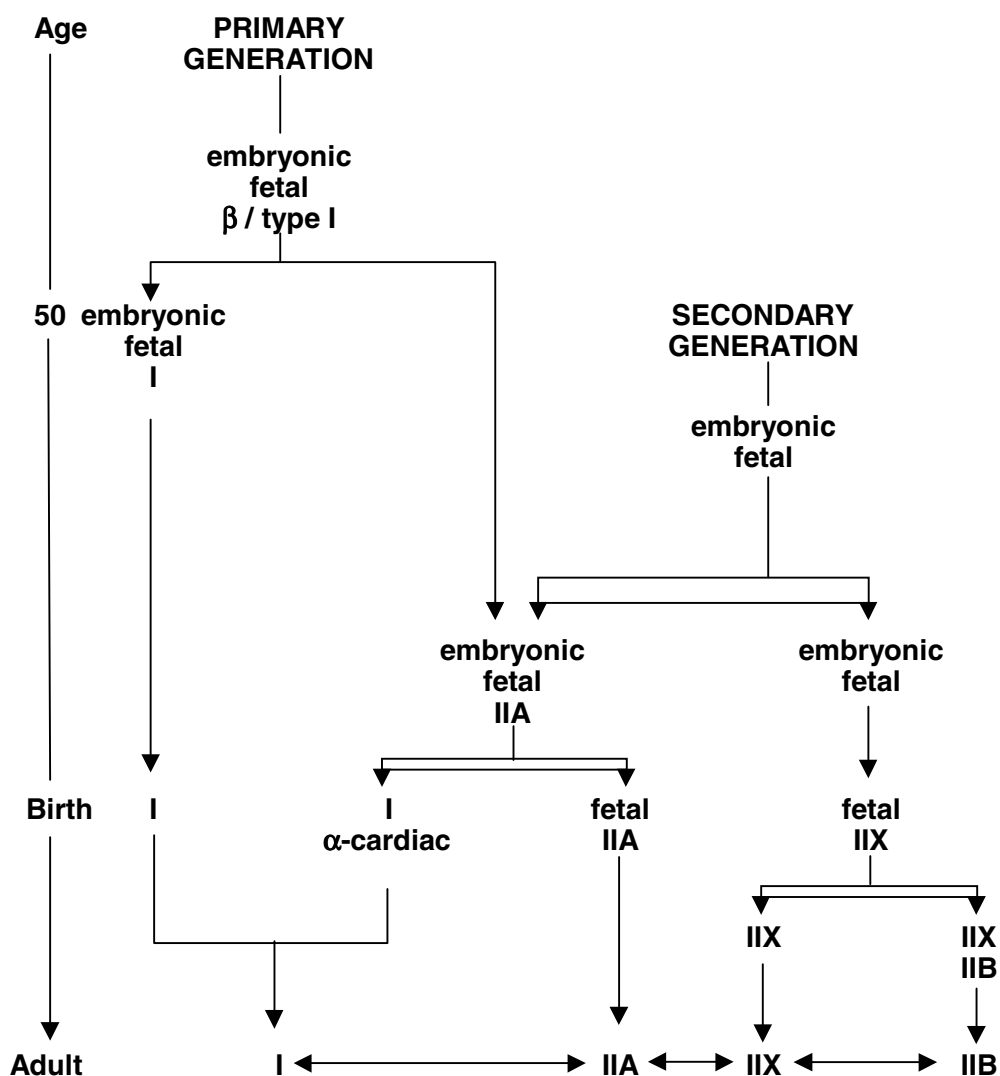 Age
PRIMARY
GENERATION
embryonic
fetal
β / type I
50
embryonic
fetal
I
SECONDARY
GENERATION
embryonic
fetal
embryonic
fetal
IIA
embryonic
fetal
Birth
I
I
α-cardiac
fetal
IIA
fetal
IIX
IIX
IIX
IIB
Adult
I
IIA
IIX
IIB